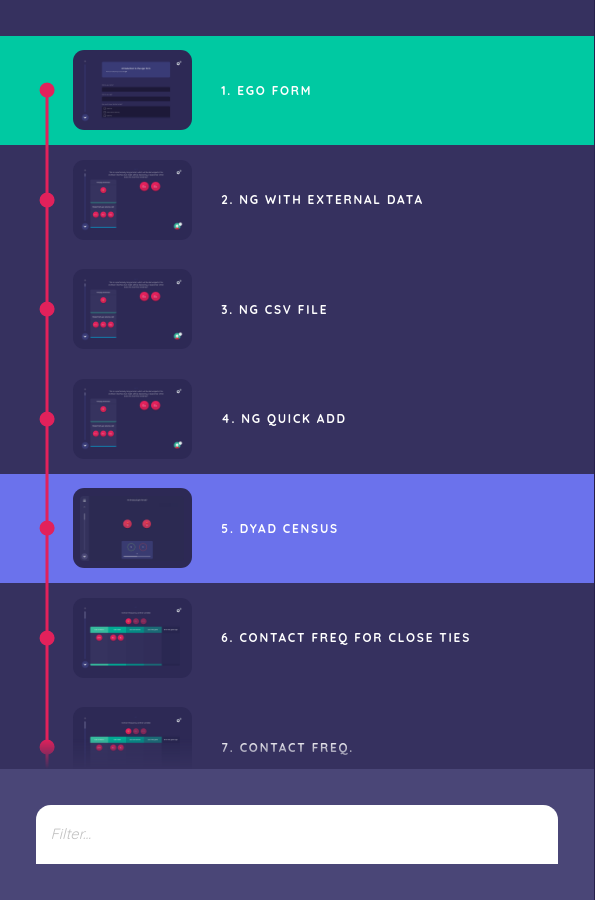 1. EGO FORM
2. NG WITH EXTERNAL DATA
3. NG CSV FILE
4. NG QUICK ADD
5. DYAD CENSUS
6. CONTACT FREQ FOR CLOSE TIES
7. CONTACT FREQ.
Filter...